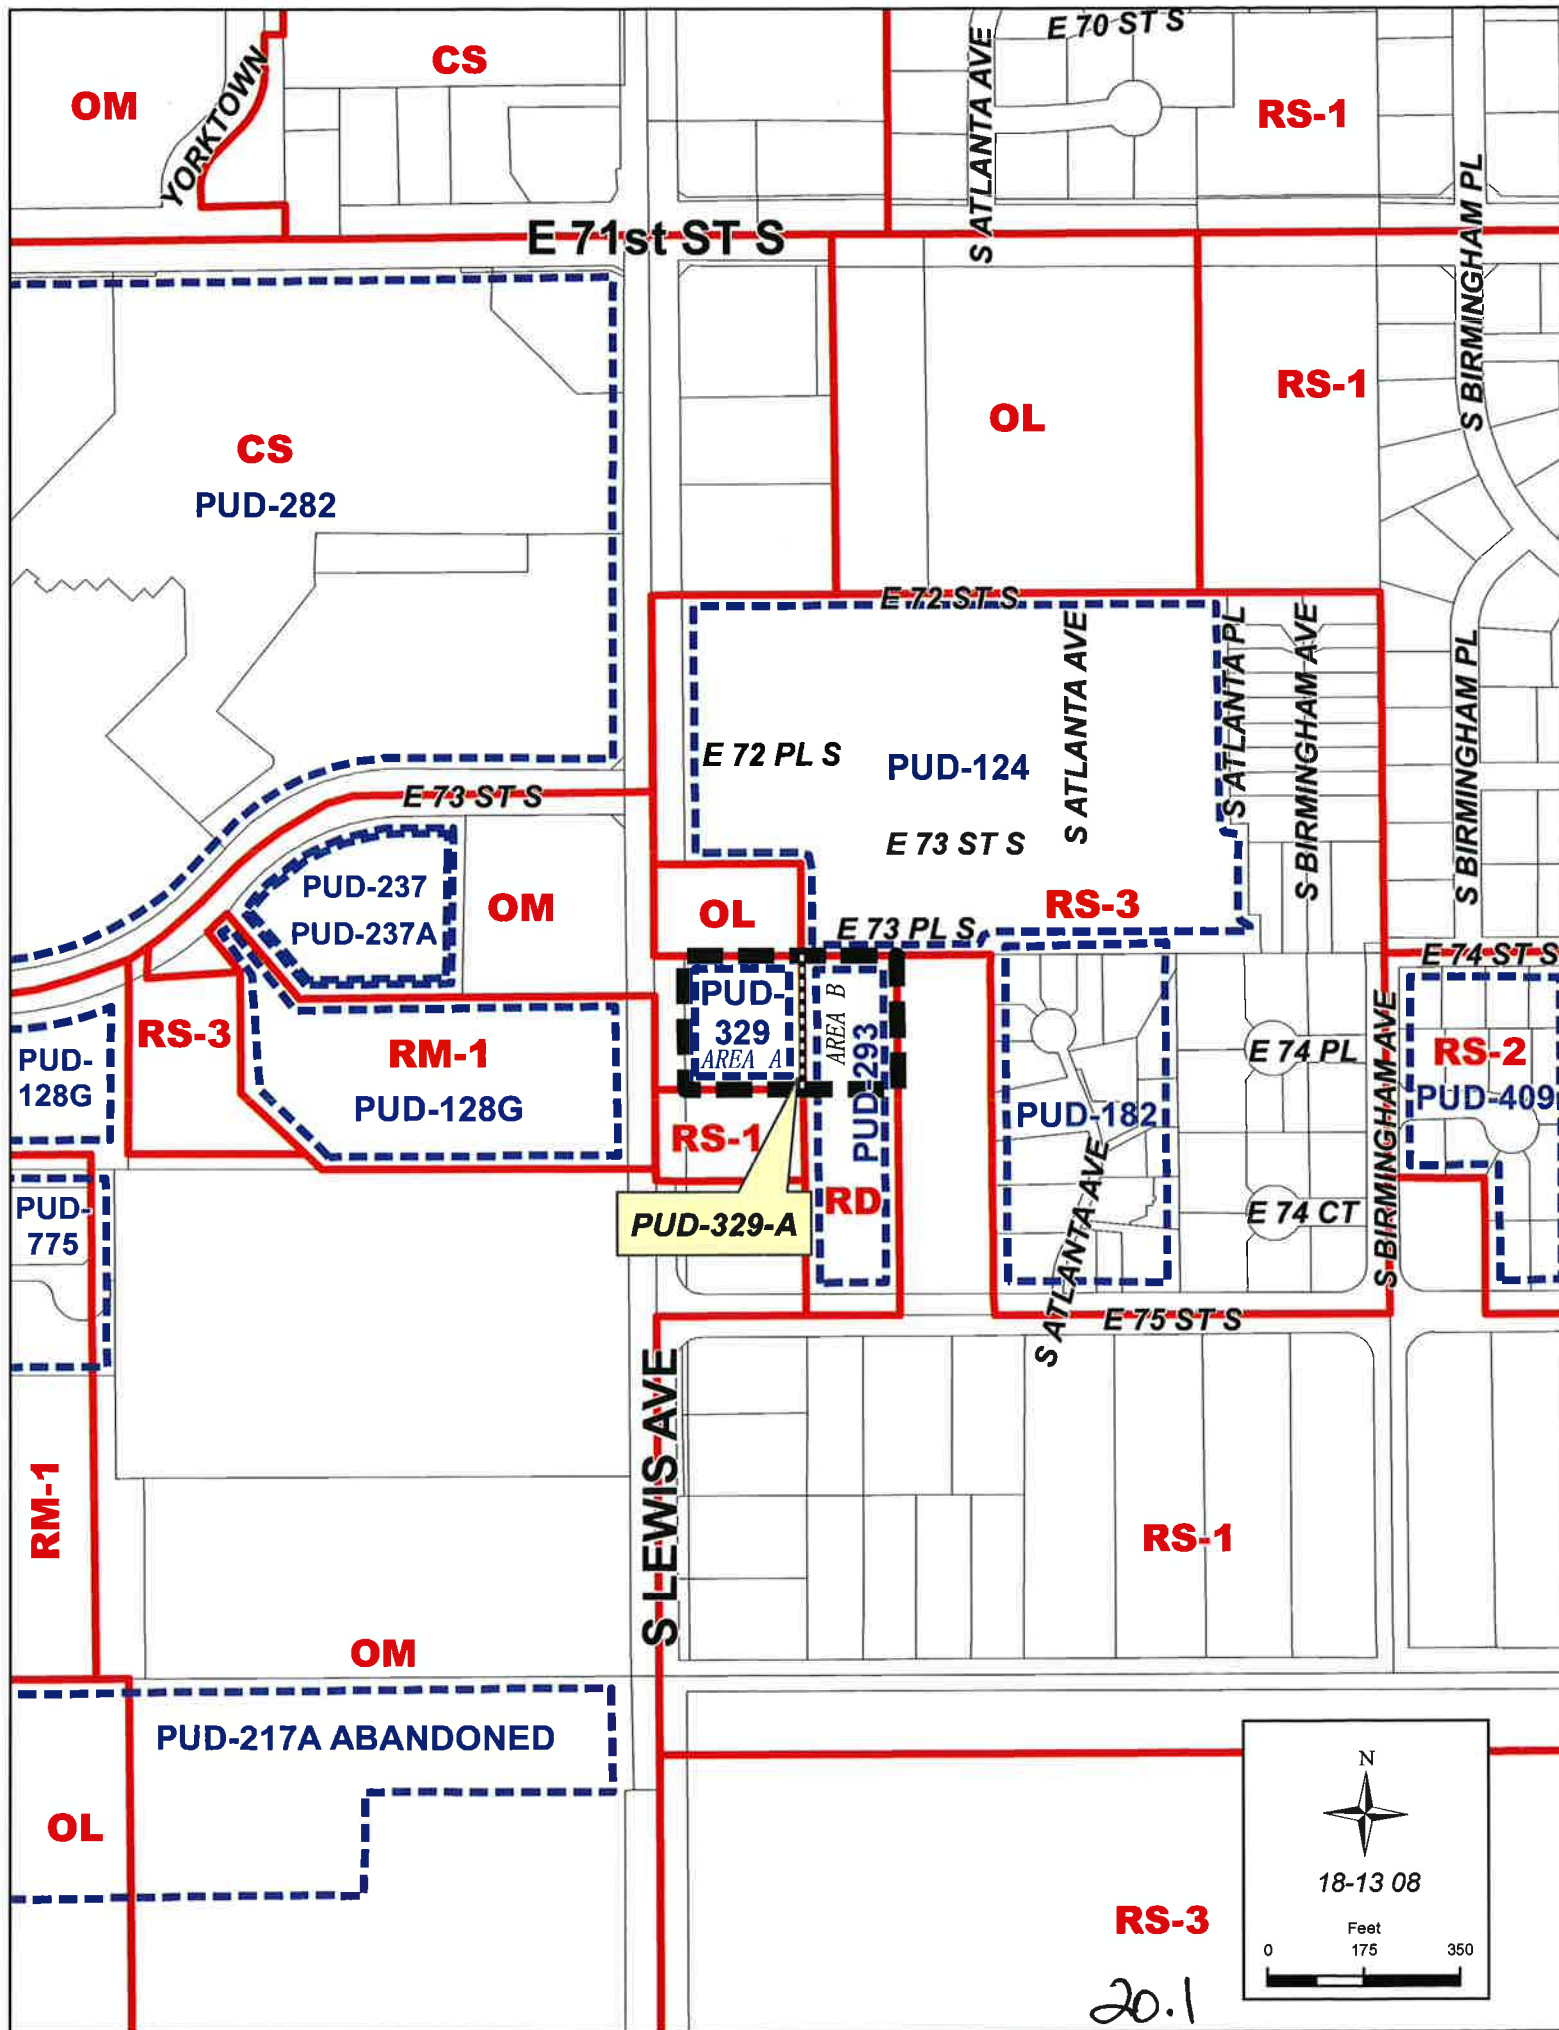 E 70 ST S
CS
OM
YORKTOWN
S ATLANTA AVE
RS-1
S BIRMINGHAM PL
E 71st ST S
RS-1
OL
CS
PUD-282
E 72 ST S
S ATLANTA AVE
S ATLANTA PL
S BIRMINGHAM AVE
S BIRMINGHAM PL
E 72 PL S
PUD-124
E 73 ST S
E 73 ST S
PUD-237
PUD-237A
OM
OL
RS-3
E 73 PL S
E 74 ST S
PUD-
329
AREA A
AREA B
PUD-293
RS-3
PUD-
128G
RM-1
PUD-128G
E 74 PL
RS-2
PUD-409
PUD-182
S BIRMINGHAM AVE
RS-1
RD
PUD-329-A
PUD-
775
E 74 CT
S ATLANTA AVE
E 75 ST S
S LEWIS AVE
RM-1
RS-1
OM
PUD-217A ABANDONED
OL
RS-3
N
18-13 08
Feet
0 175 350
20.1